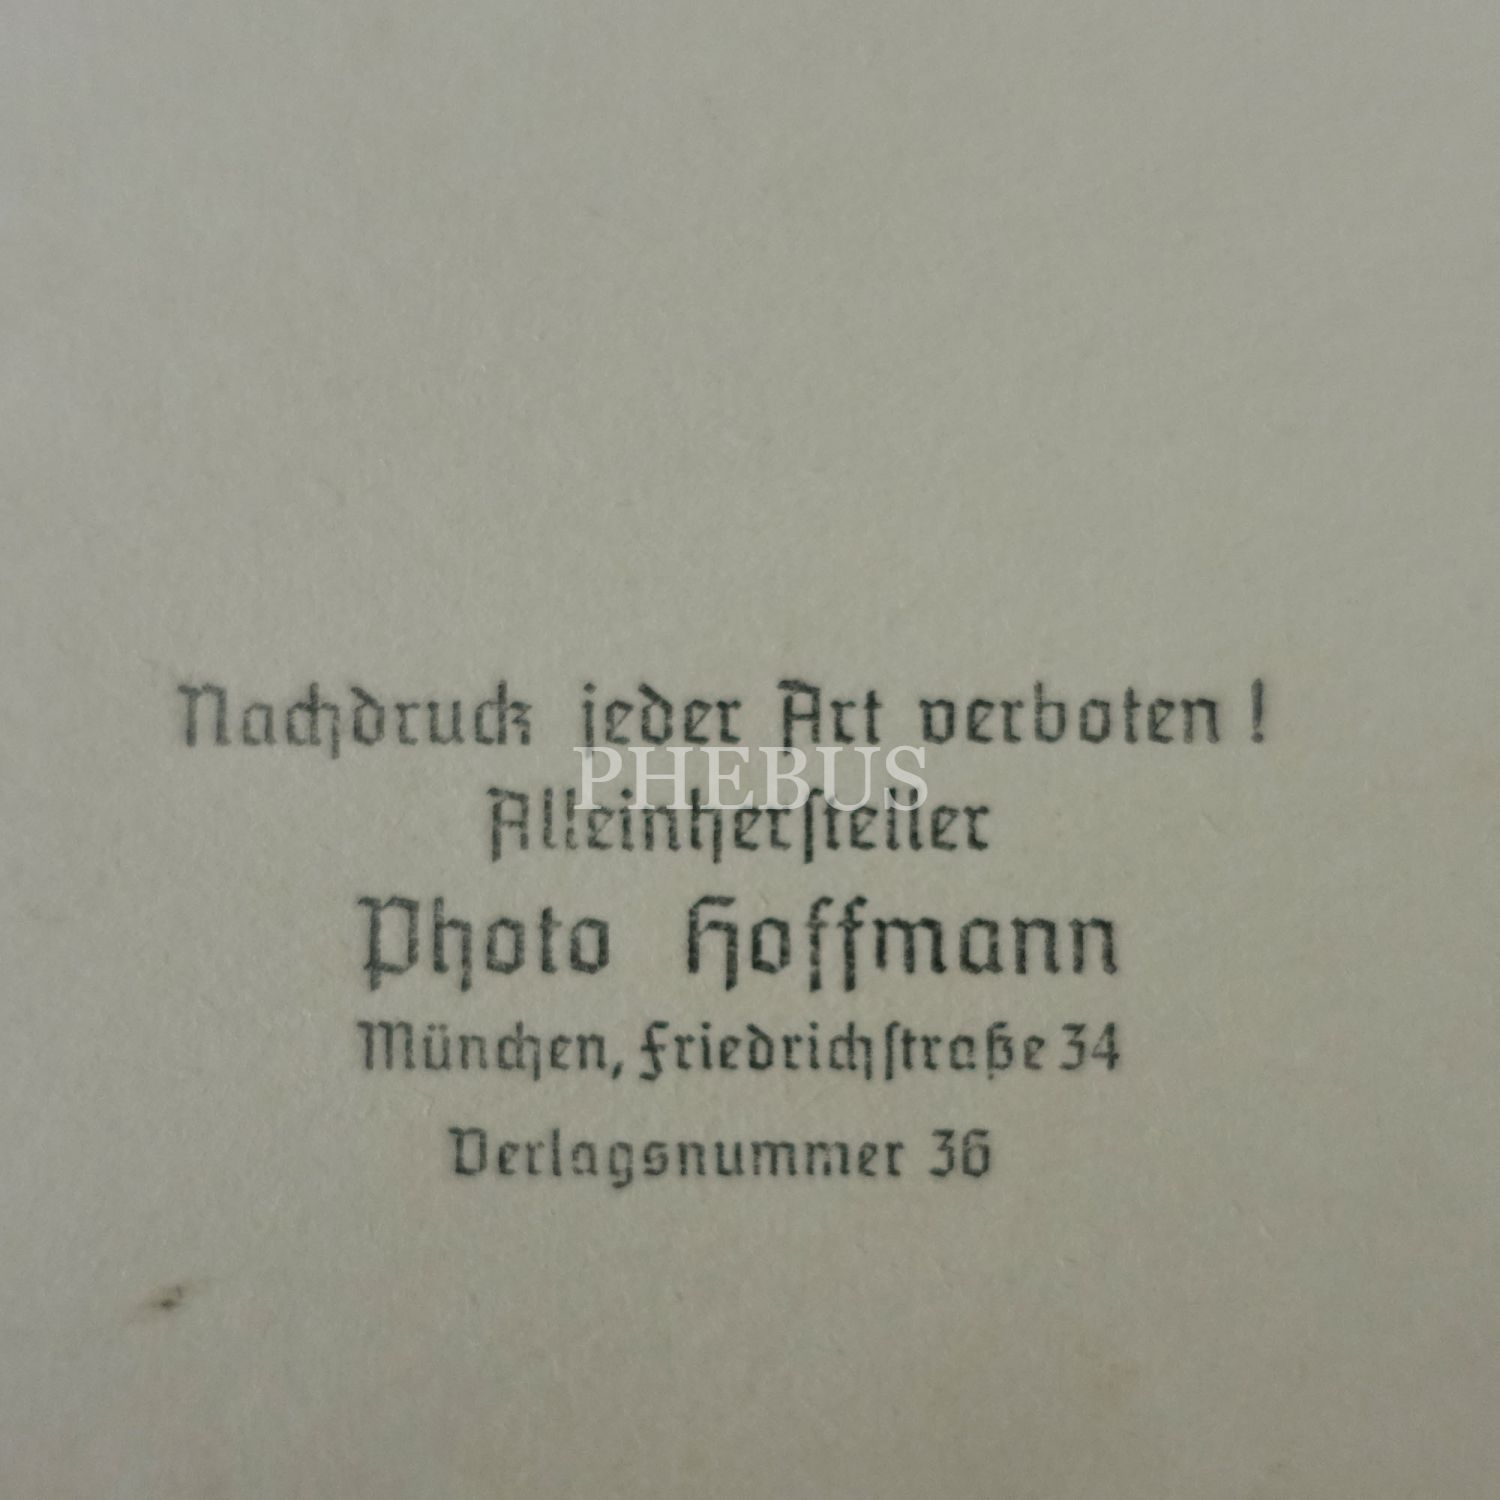 Nachdruck jeder Art verboten!
PHEBUS
Alleinhersteller
Photo Hoffmann
München, Friedrichstraße 34
Verlagsnummer 36